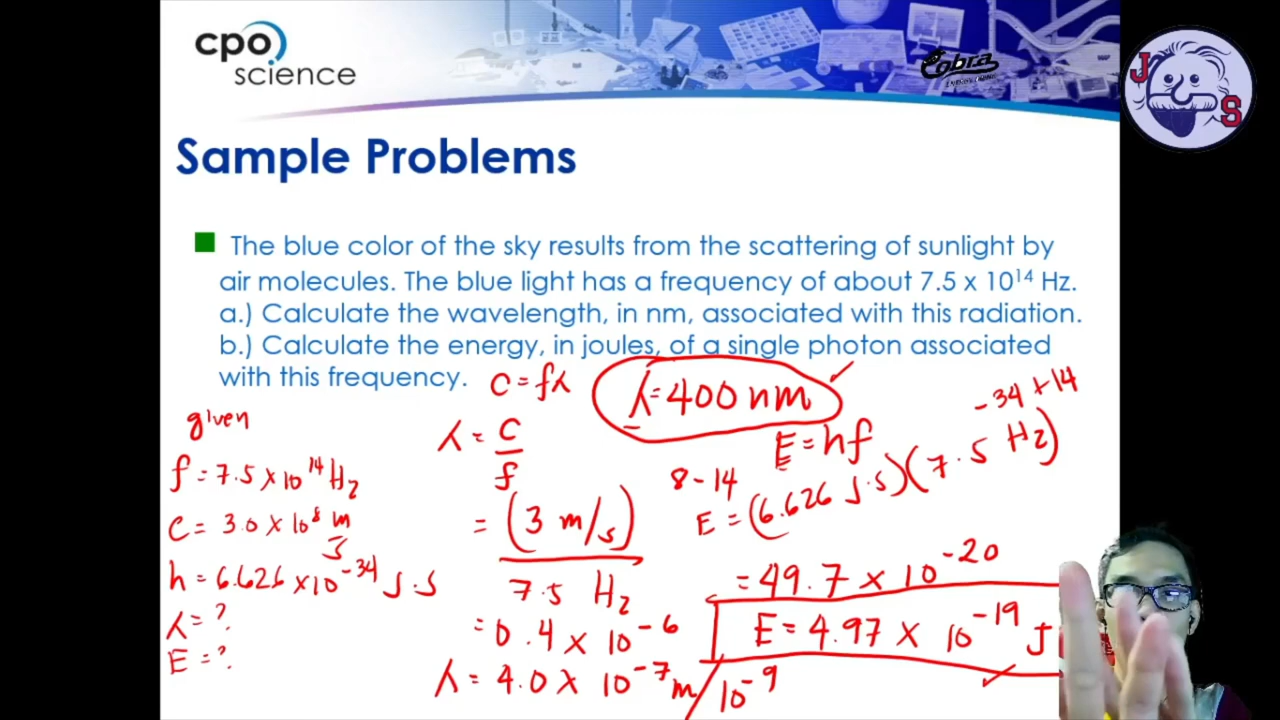 cpo
science
Cobra
J
S
Sample Problems
The blue color of the sky results from the scattering of sunlight by
air molecules. The blue light has a frequency of about 7.5 x 10¹⁴ Hz.
a.) Calculate the wavelength, in nm, associated with this radiation.
b.) Calculate the energy, in joules, of a single photon associated
with this frequency.
given
f = 7.5 × 10¹⁴ Hz
c = 3.0 × 10⁸ m/s
h = 6.626 × 10⁻³⁴ J·s
λ = ?
E = ?
c = fλ
λ = c/f
8 - 14
= (3 m/s)
7.5 Hz
= 0.4 × 10⁻⁶
λ = 4.0 × 10⁻⁷ m/10⁻⁹
λ = 400 nm
E = hf
-34 + 14
E = (6.626 J·s)(7.5 Hz)
= 49.7 × 10⁻²⁰
E = 4.97 × 10⁻¹⁹ J